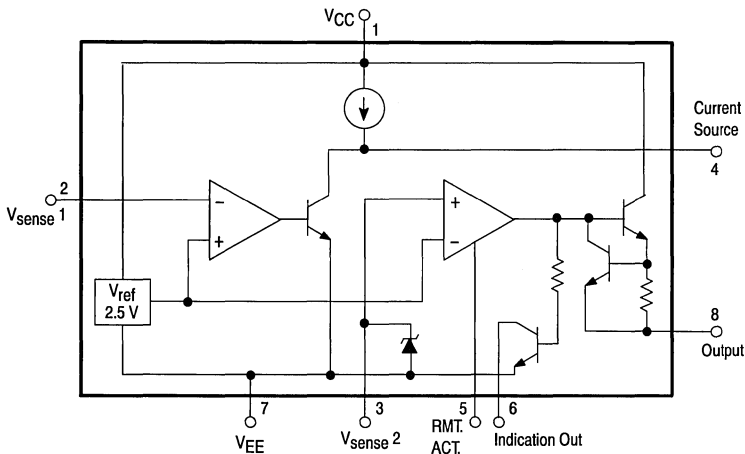 VCC
1
Current
Source
4
2
Vsense 1
−
+
+
−
Vref
2.5 V
8
Output
7
VEE
3
Vsense 2
5
RMT.
ACT.
6
Indication Out